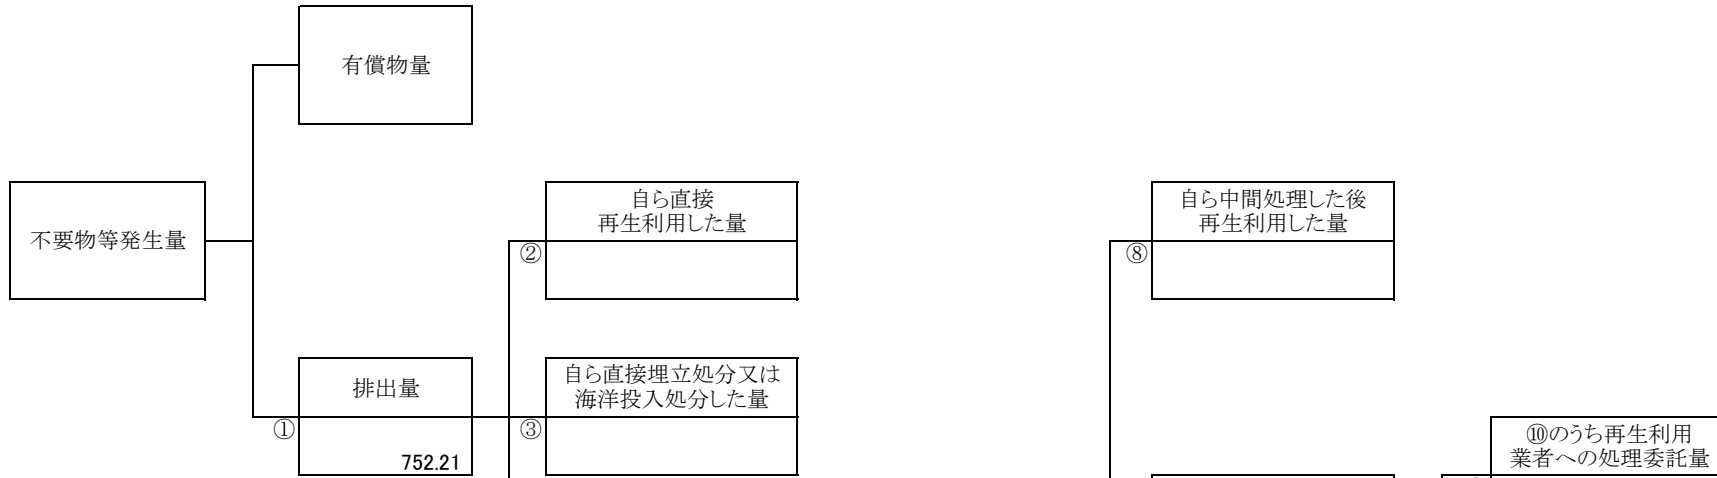 有償物量
不要物等発生量
自ら直接
再生利用した量
②
自ら中間処理した後
再生利用した量
⑧
排出量
①
752.21
自ら直接埋立処分又は
海洋投入処分した量
③
⑩のうち再生利用
業者への処理委託量